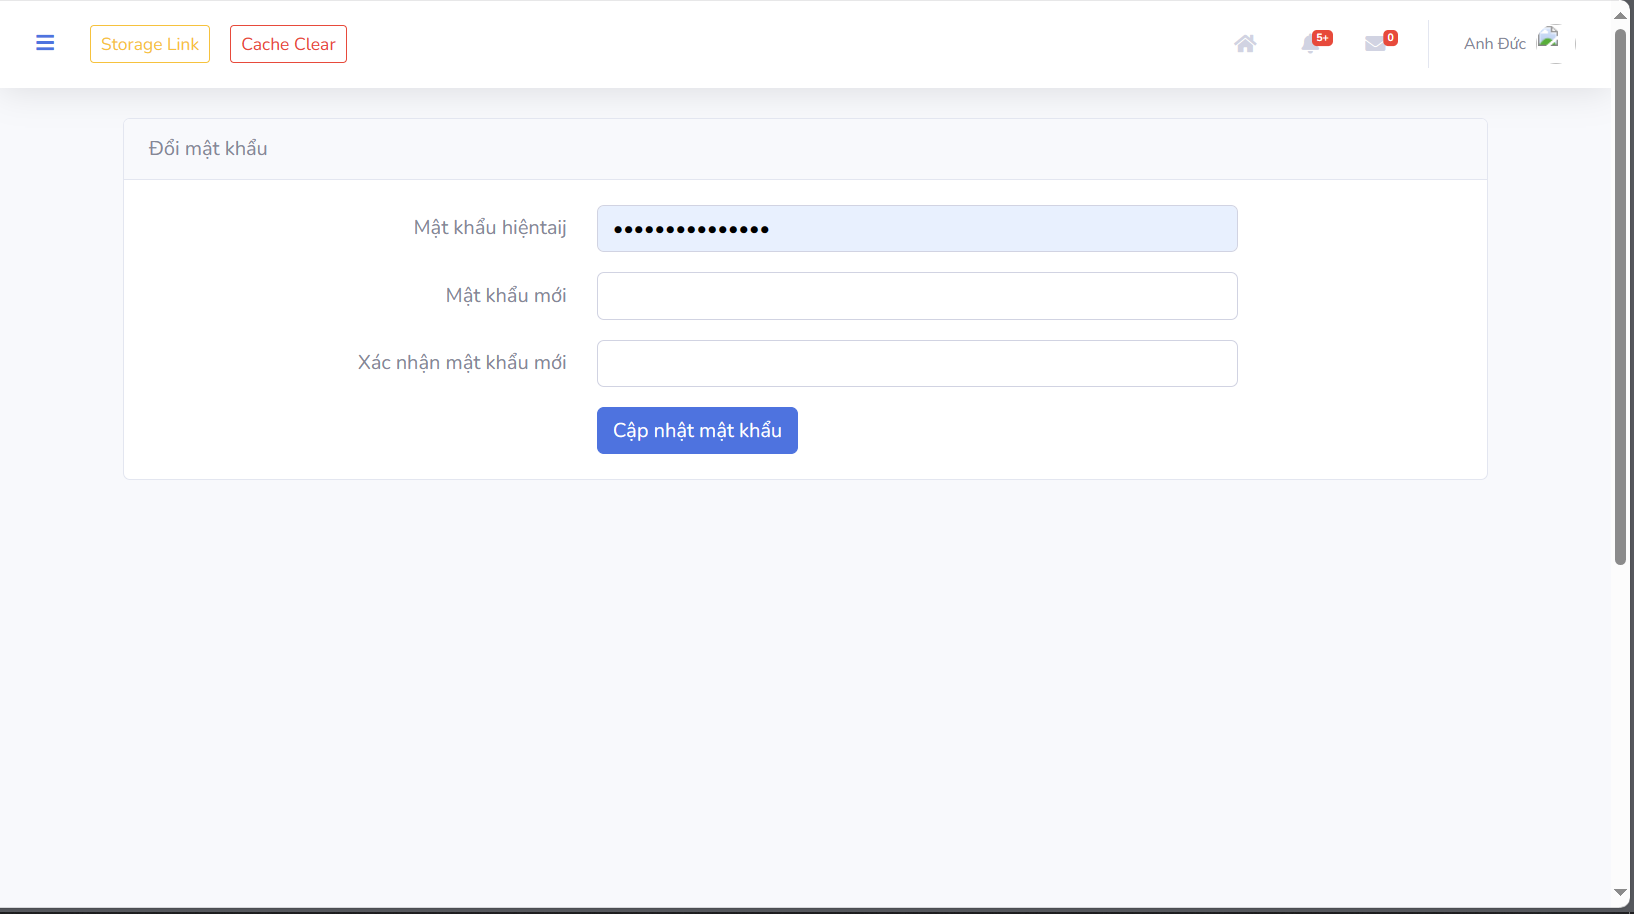 Storage Link
Cache Clear
5+
0
Anh Đức
Đổi mật khẩu
Mật khẩu hiệntaij
•••••••••••••••
Mật khẩu mới
Xác nhận mật khẩu mới
Cập nhật mật khẩu